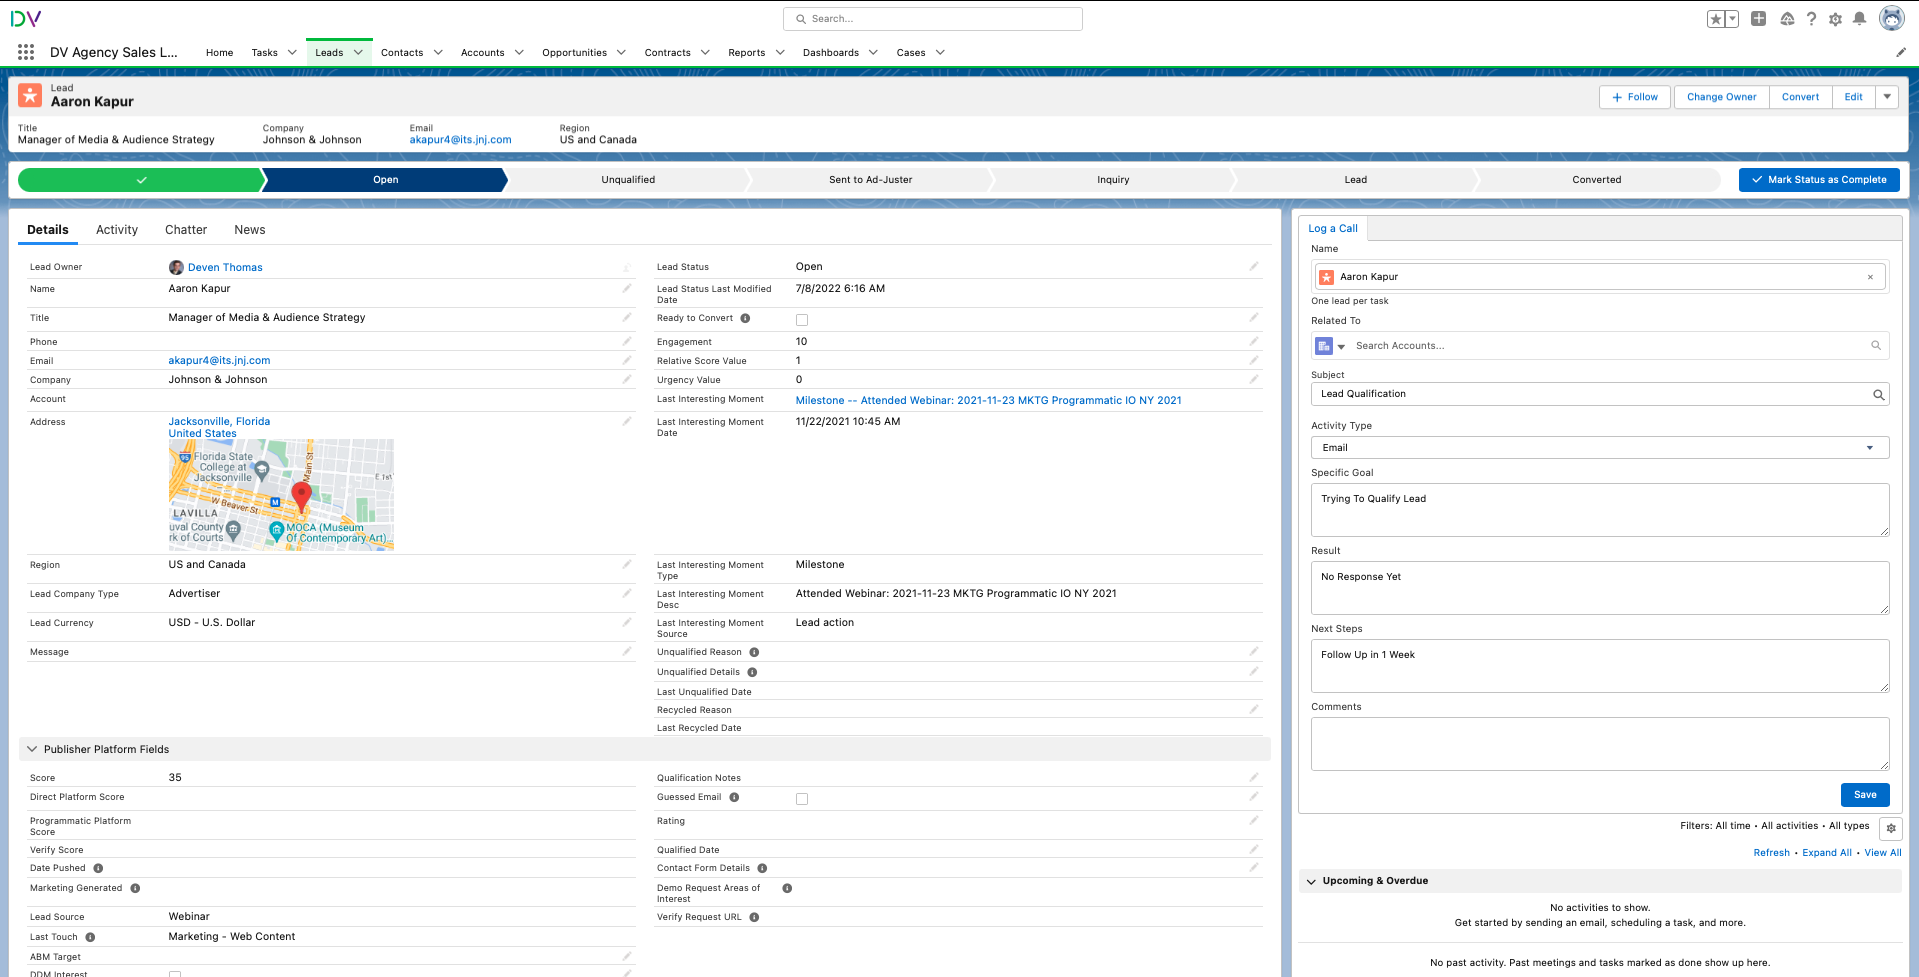 DV
Search...
DV Agency Sales L...
Home
Tasks
Leads
Contacts
Accounts
Opportunities
Contracts
Reports
Dashboards
Cases
Lead
Aaron Kapur
+ Follow
Change Owner
Convert
Edit
Title
Manager of Media & Audience Strategy
Company
Johnson & Johnson
Email
akapur4@its.jnj.com
Region
US and Canada
Open
Unqualified
Sent to Ad-Juster
Inquiry
Lead
Converted
Mark Status as Complete
Details
Activity
Chatter
News
Lead Owner
Deven Thomas
Name
Aaron Kapur
Title
Manager of Media & Audience Strategy
Phone
Email
akapur4@its.jnj.com
Company
Johnson & Johnson
Account
Address
Jacksonville, Florida
United States
95
Florida State
College at
Jacksonville
Main St
E 1st
M
W Beaver St
LAVILLA
uval County
rk of Courts
MOCA (Museum
Of Contemporary Art)...
Region
US and Canada
Lead Company Type
Advertiser
Lead Currency
USD - U.S. Dollar
Message
Lead Status
Open
Lead Status Last Modified
Date
7/8/2022 6:16 AM
Ready to Convert
Engagement
10
Relative Score Value
1
Urgency Value
0
Last Interesting Moment
Milestone -- Attended Webinar: 2021-11-23 MKTG Programmatic IO NY 2021
Last Interesting Moment
Date
11/22/2021 10:45 AM
Last Interesting Moment
Type
Milestone
Last Interesting Moment
Desc
Attended Webinar: 2021-11-23 MKTG Programmatic IO NY 2021
Last Interesting Moment
Source
Lead action
Unqualified Reason
Unqualified Details
Last Unqualified Date
Recycled Reason
Last Recycled Date
Publisher Platform Fields
Score
35
Direct Platform Score
Programmatic Platform
Score
Verify Score
Date Pushed
Marketing Generated
Lead Source
Webinar
Last Touch
Marketing - Web Content
ABM Target
DDM Interest
Qualification Notes
Guessed Email
Rating
Qualified Date
Contact Form Details
Demo Request Areas of
Interest
Verify Request URL
Log a Call
Name
Aaron Kapur
One lead per task
Related To
Search Accounts...
Subject
Lead Qualification
Activity Type
Email
Specific Goal
Trying To Qualify Lead
Result
No Response Yet
Next Steps
Follow Up in 1 Week
Comments
Save
Filters: All time • All activities • All types
Refresh • Expand All • View All
Upcoming & Overdue
No activities to show.
Get started by sending an email, scheduling a task, and more.
No past activity. Past meetings and tasks marked as done show up here.